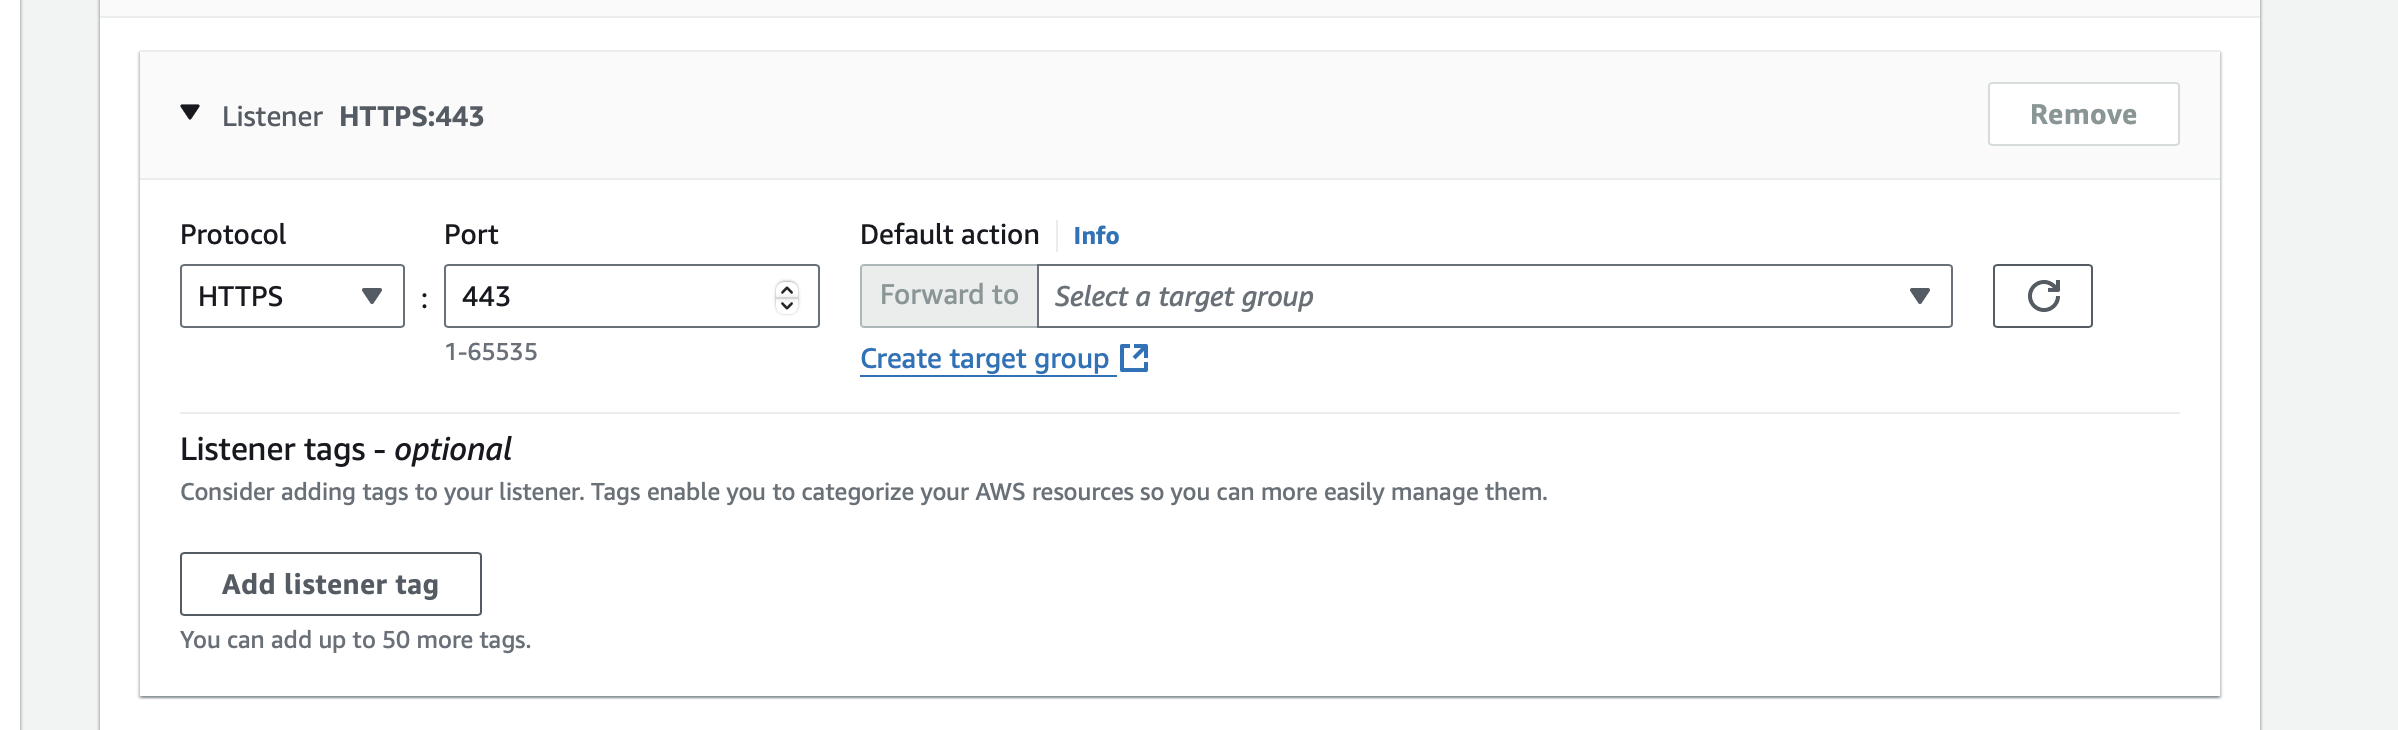 Listener HTTPS:443
Remove
Protocol
Port
Default action
Info
HTTPS
:
443
Forward to
Select a target group
1-65535
Create target group
Listener tags - optional
Consider adding tags to your listener. Tags enable you to categorize your AWS resources so you can more easily manage them.
Add listener tag
You can add up to 50 more tags.